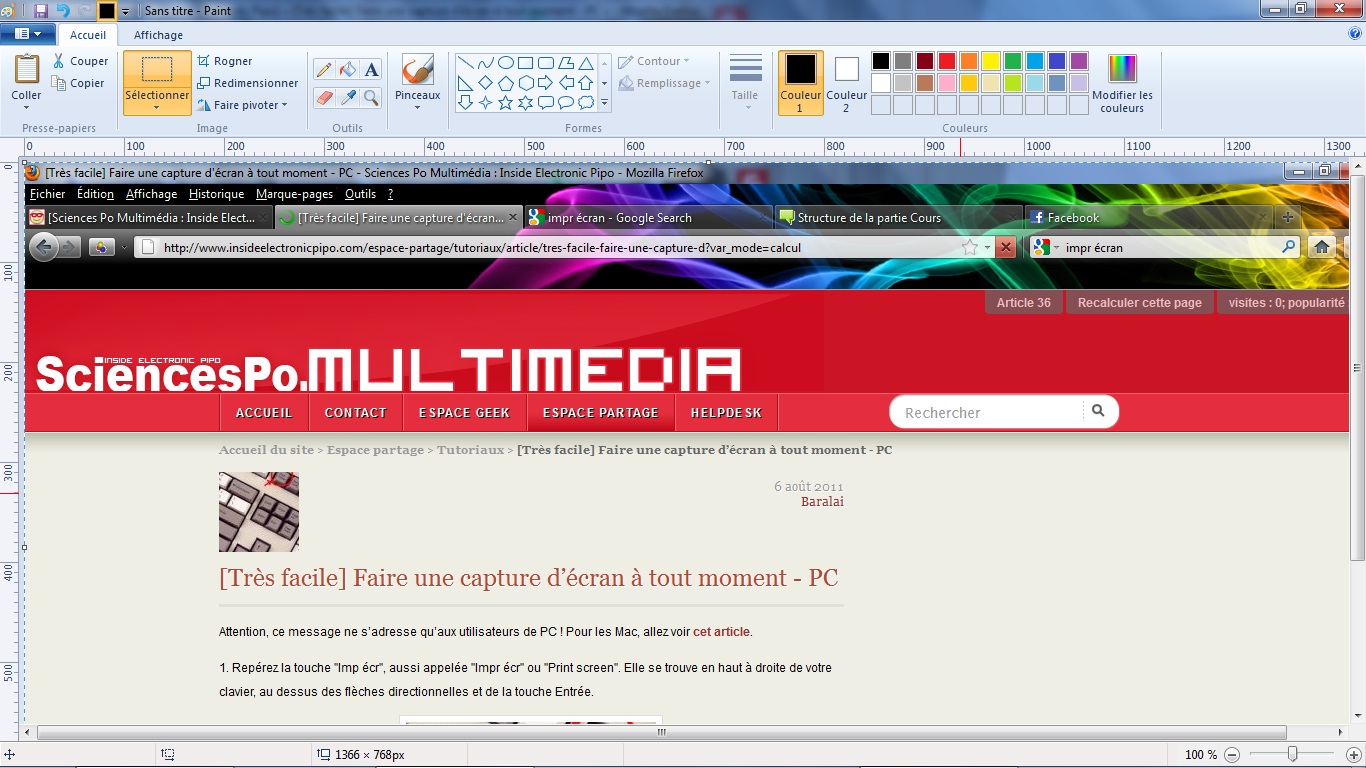 Sans titre - Paint
Accueil Affichage
Coller
Presse-papiers
Couper
Copier
Sélectionner
Rogner
Redimensionner
Faire pivoter
Image
A
Outils
Pinceaux
Contour
Remplissage
Formes
Taille
Couleur 1
Couleur 2
Modifier les couleurs
Couleurs
0 100 200 300 400 500 600 700 800 900 1000 1100 1200 1300
0
100
200
300
400
500
[Très facile] Faire une capture d'écran à tout moment - PC - Sciences Po Multimédia : Inside Electronic Pipo - Mozilla Firefox
Fichier Édition Affichage Historique Marque-pages Outils ?
[Sciences Po Multimédia : Inside Elect... [Très facile] Faire une capture d'écran... impr écran - Google Search Structure de la partie Cours Facebook
http://www.insideelectronicpipo.com/espace-partage/tutoriaux/article/tres-facile-faire-une-capture-d?var_mode=calcul impr écran
Article 36 Recalculer cette page visites : 0; popularité :
INSIDE ELECTRONIC PIPO
SciencesPo.MULTIMEDIA
ACCUEIL CONTACT ESPACE GEEK ESPACE PARTAGE HELPDESK Rechercher
Accueil du site > Espace partage > Tutoriaux > [Très facile] Faire une capture d'écran à tout moment - PC
6 août 2011
Baralai
[Très facile] Faire une capture d'écran à tout moment - PC
Attention, ce message ne s'adresse qu'aux utilisateurs de PC ! Pour les Mac, allez voir cet article.
1. Repérez la touche "Imp écr", aussi appelée "Impr écr" ou "Print screen". Elle se trouve en haut à droite de votre
clavier, au dessus des flèches directionnelles et de la touche Entrée.
1366 × 768px 100 %